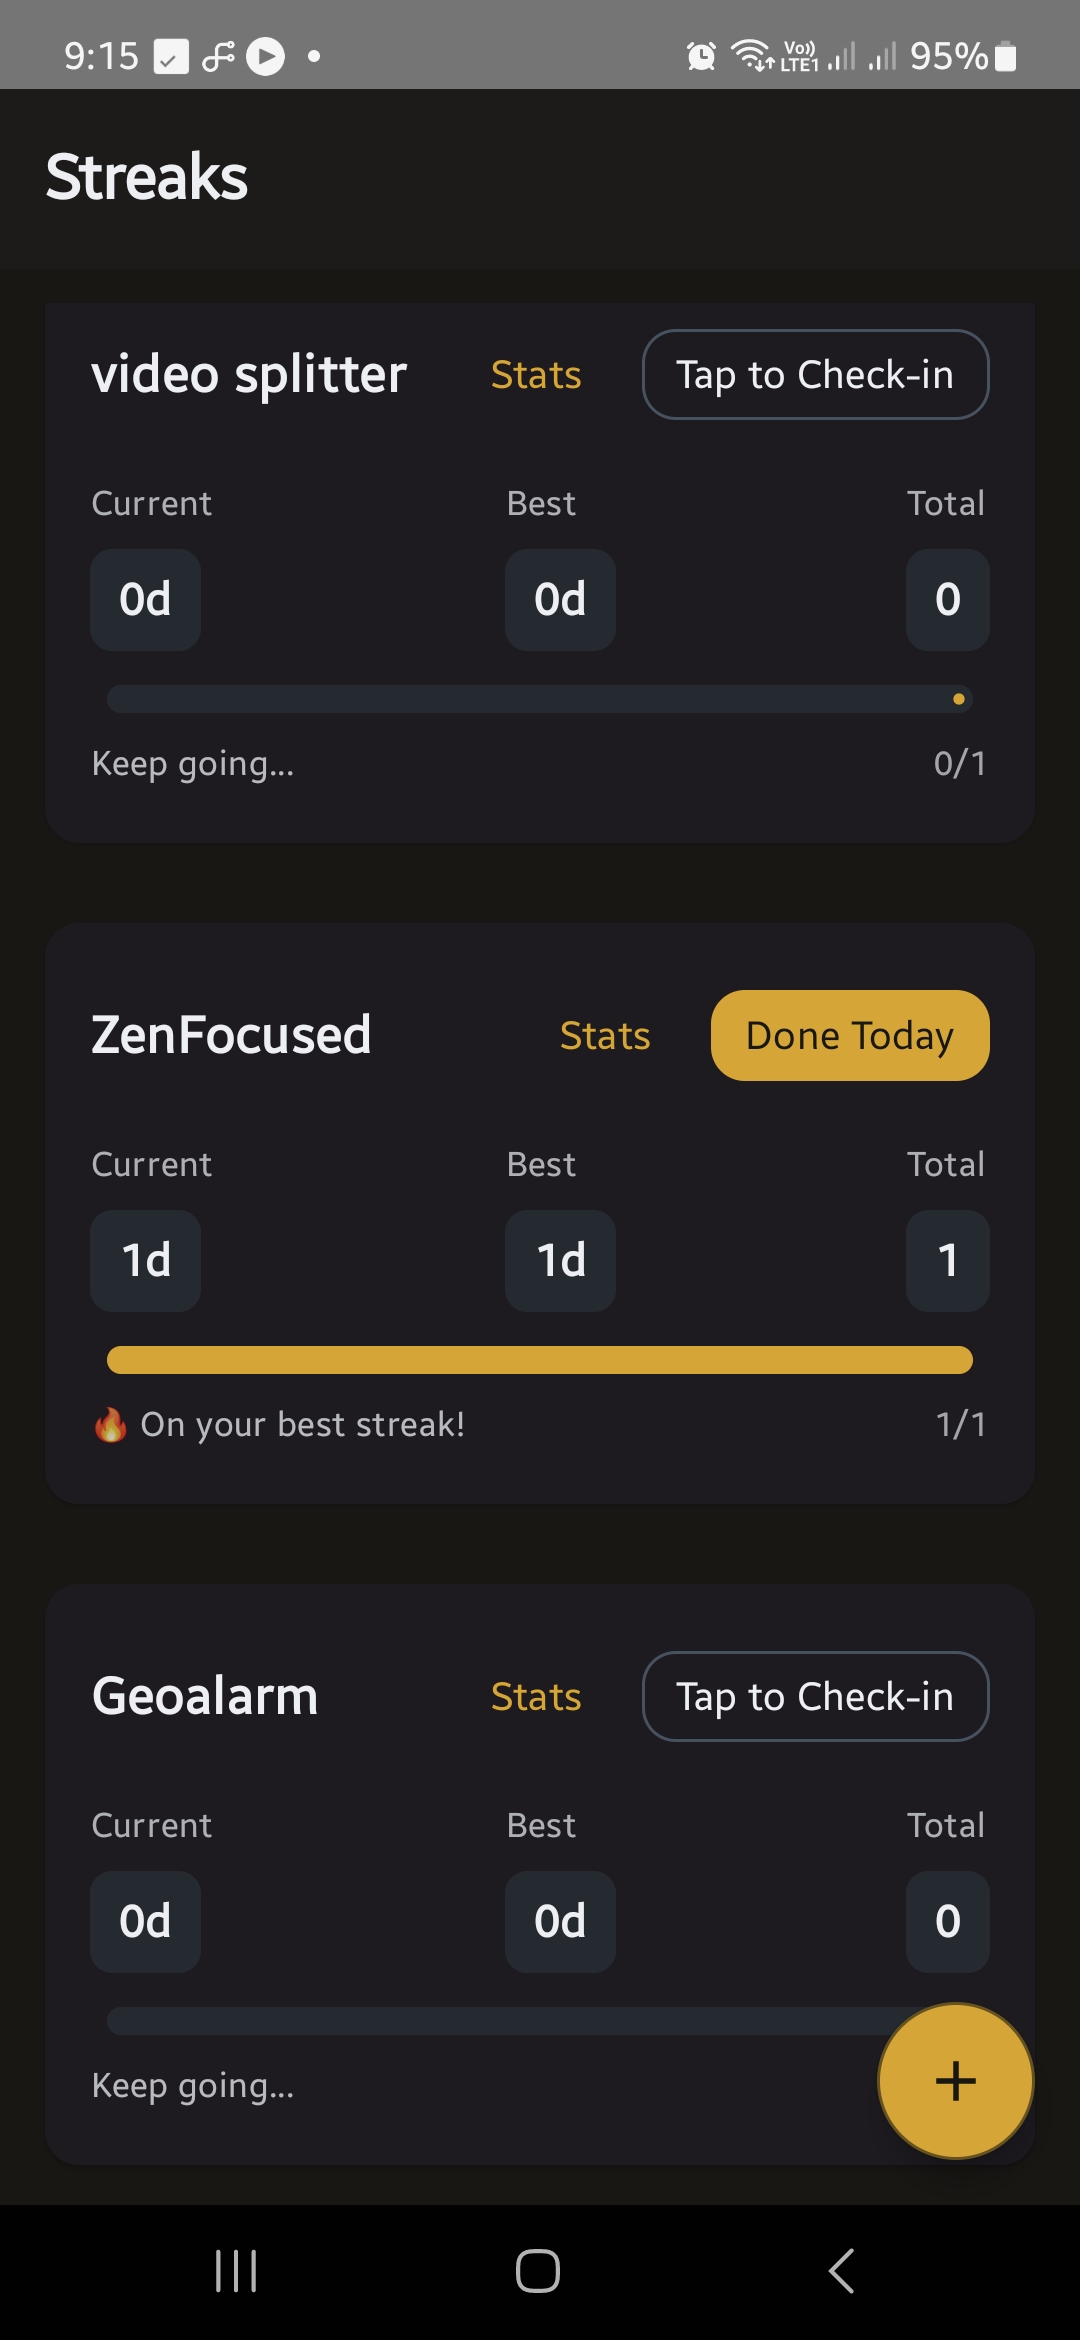 9:15 Vo)) LTE1 95%
Streaks
video splitter Stats Tap to Check-in
Current Best Total
0d 0d 0
Keep going... 0/1
ZenFocused Stats Done Today
Current Best Total
1d 1d 1
🔥 On your best streak! 1/1
Geoalarm Stats Tap to Check-in
Current Best Total
0d 0d 0
Keep going...
+